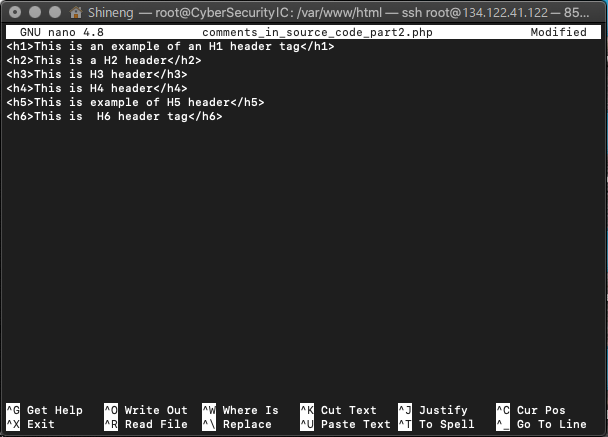 Shineng — root@CyberSecurityIC: /var/www/html — ssh root@134.122.41.122 — 85...
GNU nano 4.8 comments_in_source_code_part2.php Modified
<h1>This is an example of an H1 header tag</h1>
<h2>This is a H2 header</h2>
<h3>This is H3 header</h3>
<h4>This is H4 header</h4>
<h5>This is example of H5 header</h5>
<h6>This is  H6 header tag</h6>
^G Get Help ^O Write Out ^W Where Is ^K Cut Text ^J Justify ^C Cur Pos
^X Exit ^R Read File ^\ Replace ^U Paste Text ^T To Spell ^_ Go To Line